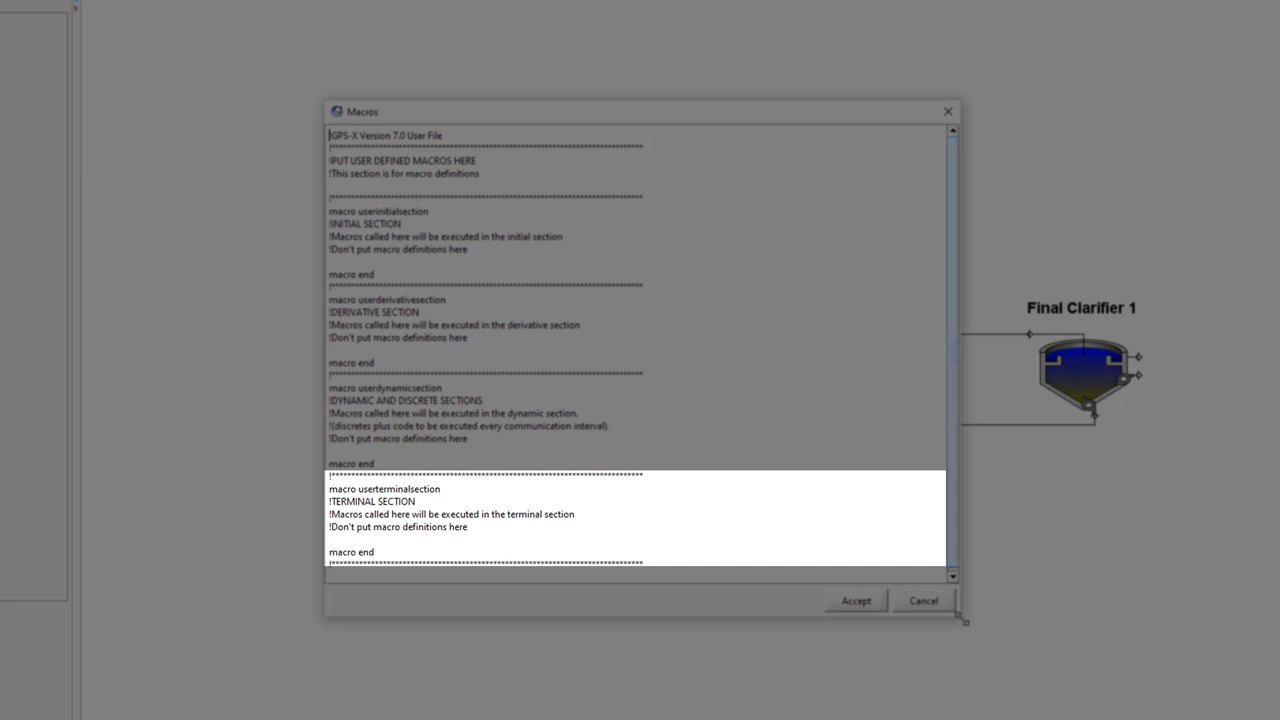 Macros
!GPS-X Version 7.0 User File
!******************************************************************************
!PUT USER DEFINED MACROS HERE
!This section is for macro definitions
!******************************************************************************
macro userinitialsection
!INITIAL SECTION
!Macros called here will be executed in the initial section
!Don't put macro definitions here
macro end
!******************************************************************************
macro userderivativesection
!DERIVATIVE SECTION
!Macros called here will be executed in the derivative section
!Don't put macro definitions here
macro end
!******************************************************************************
macro userdynamicsection
!DYNAMIC AND DISCRETE SECTIONS
!Macros called here will be executed in the dynamic section.
!(discretes plus code to be executed every communication interval)
!Don't put macro definitions here
macro end
!******************************************************************************
macro userterminalsection
!TERMINAL SECTION
!Macros called here will be executed in the terminal section
!Don't put macro definitions here
macro end
!******************************************************************************
Accept
Cancel
Final Clarifier 1